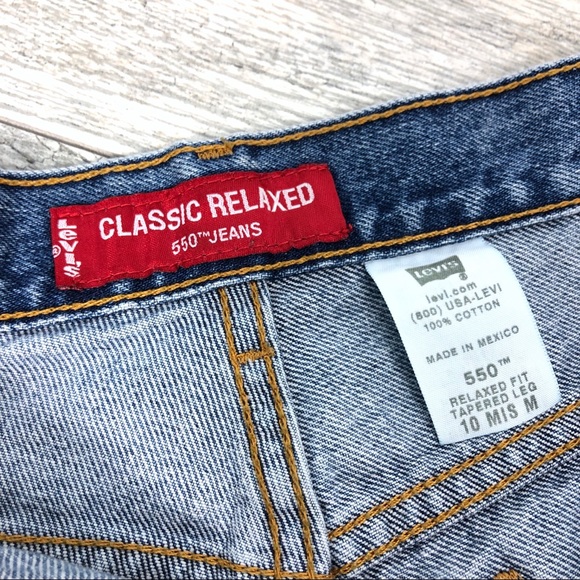 LEVI'S®
CLASSIC RELAXED
550™ JEANS
LEVI'S®
levi.com
(800) USA-LEVI
100% COTTON
MADE IN MEXICO
550™
RELAXED FIT
TAPERED LEG
10 MIS M